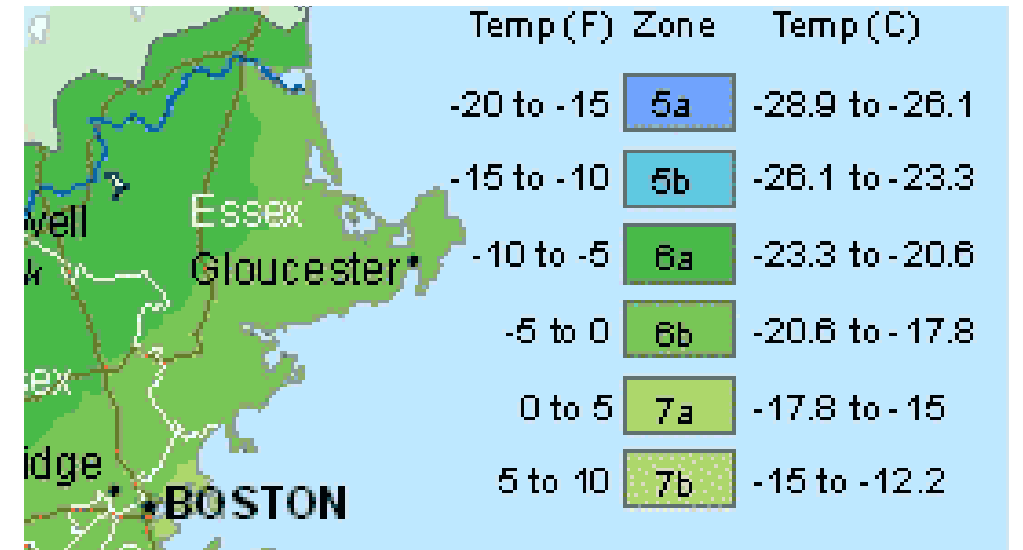 Temp(F) Zone Temp(C)
-20 to -15 5a -28.9 to -26.1
-15 to -10 5b -26.1 to -23.3
-10 to -5 6a -23.3 to -20.6
-5 to 0 6b -20.6 to -17.8
0 to 5 7a -17.8 to -15
5 to 10 7b -15 to -12.2
Essex
vell
Gloucester
k
ex
idge
BOSTON